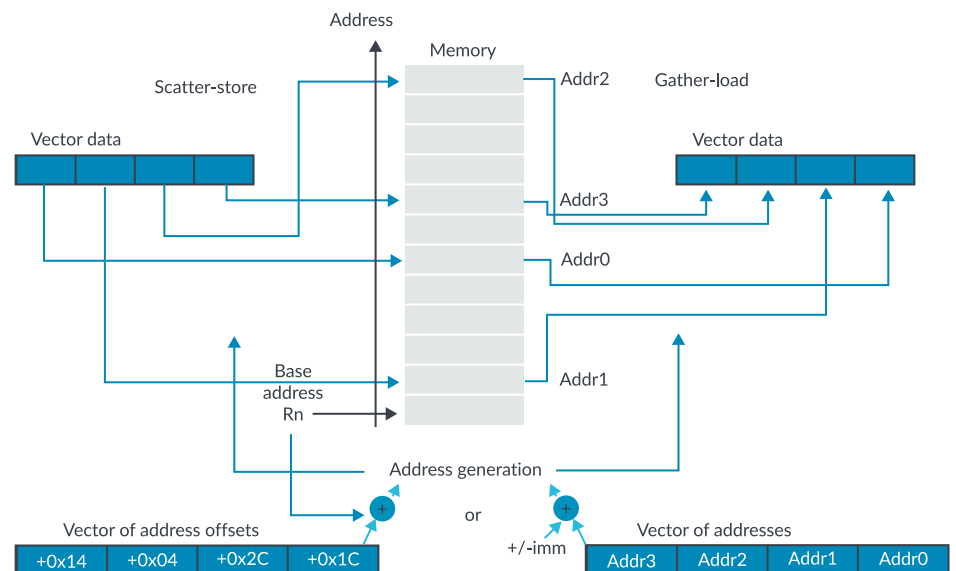 Address
Memory
Scatter-store
Addr2
Gather-load
Vector data
Vector data
Addr3
Addr0
Base
address
Rn
Addr1
Address generation
+
or
+
+/-imm
Vector of address offsets
Vector of addresses
+0x14 +0x04 +0x2C +0x1C
Addr3 Addr2 Addr1 Addr0